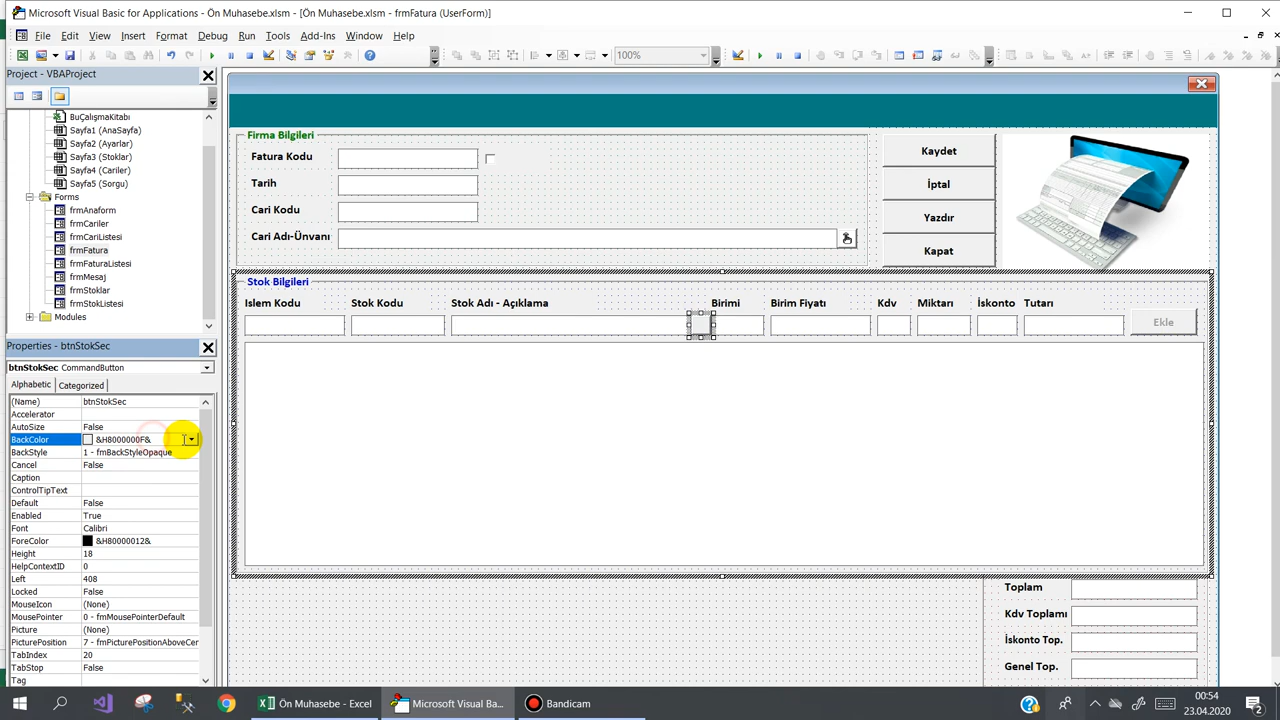 Microsoft Visual Basic for Applications - Ön Muhasebe.xlsm - [frmFatura (UserForm)]
File Edit View Insert Format Debug Run Tools Add-Ins Window Help
100%
Project - VBAProject
BuÇalışmaKitabı
Sayfa1 (AnaSayfa)
Sayfa2 (Ayarlar)
Sayfa3 (Stoklar)
Sayfa4 (Cariler)
Sayfa5 (Sorgu)
Forms
frmAnaform
frmCariler
frmCariListesi
frmFatura
frmFaturaListesi
frmMesaj
frmStoklar
frmStokListesi
Modules
Properties - btnStokSec
btnStokSec CommandButton
Alphabetic Categorized
(Name) btnStokSec
Accelerator
AutoSize False
BackColor &H8000000F&
BackStyle 1 - fmBackStyleOpaque
Cancel False
Caption
ControlTipText
Default False
Enabled True
Font Calibri
ForeColor &H80000012&
Height 18
HelpContextID 0
Left 408
Locked False
MouseIcon (None)
MousePointer 0 - fmMousePointerDefault
Picture (None)
PicturePosition 7 - fmPicturePositionAboveCer
TabIndex 20
TabStop False
Tag
Firma Bilgileri
Fatura Kodu
Tarih
Cari Kodu
Cari Adı-Ünvanı
Kaydet
İptal
Yazdır
Kapat
Stok Bilgileri
Islem Kodu Stok Kodu Stok Adı - Açıklama Birimi Birim Fiyatı Kdv Miktarı İskonto Tutarı
Ekle
Toplam
Kdv Toplamı
İskonto Top.
Genel Top.
Ön Muhasebe - Excel
Microsoft Visual Ba...
Bandicam
00:54
23.04.2020
2